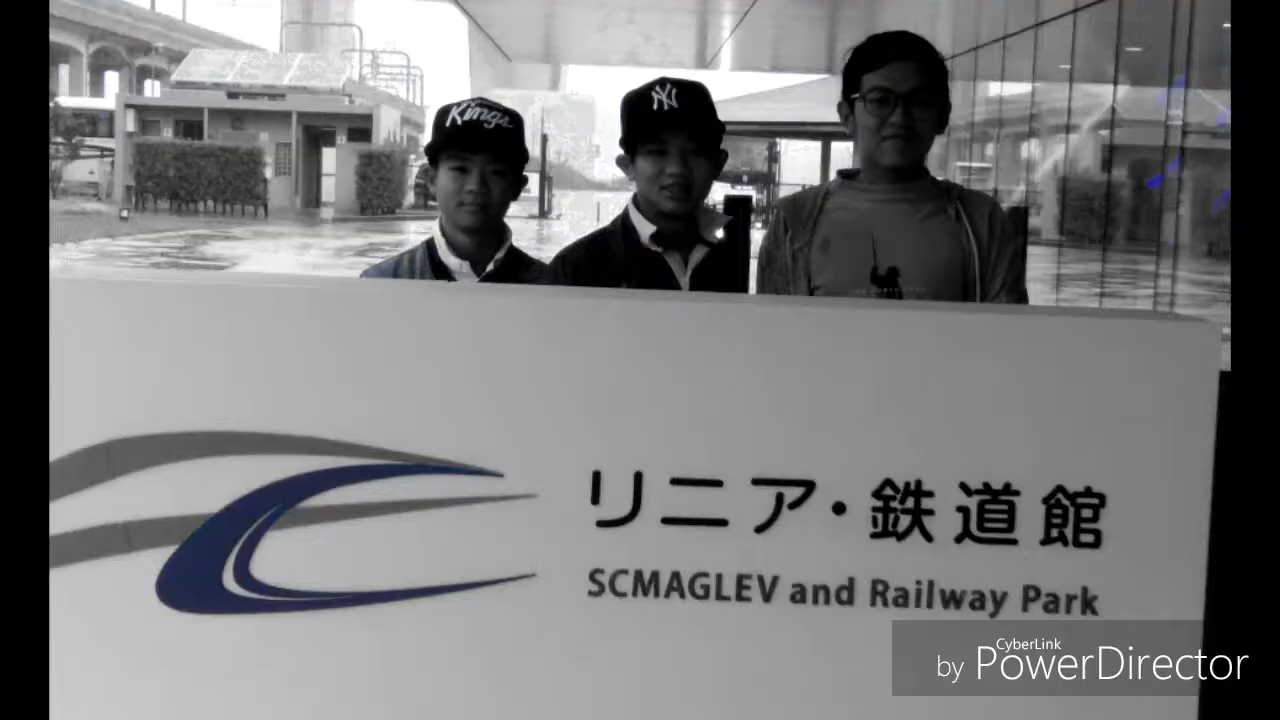 Kings
NY
リニア・鉄道館
SCMAGLEV and Railway Park
CyberLink
by PowerDirector